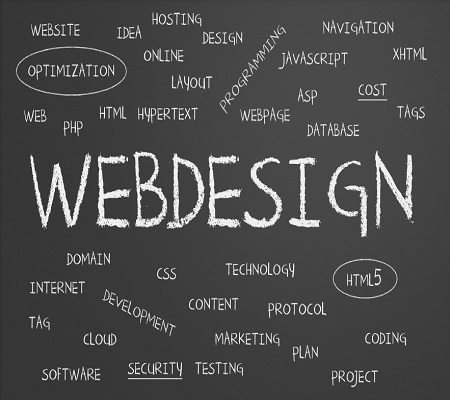 HOSTING
WEBSITE
IDEA
DESIGN
PROGRAMMING
NAVIGATION
ONLINE
JAVASCRIPT
XHTML
OPTIMIZATION
LAYOUT
ASP
COST
WEB
PHP
HTML
HYPERTEXT
WEBPAGE
DATABASE
TAGS
WEBDESIGN
DOMAIN
CSS
TECHNOLOGY
HTML5
INTERNET
DEVELOPMENT
CONTENT
PROTOCOL
TAG
CLOUD
MARKETING
PLAN
CODING
SOFTWARE
SECURITY
TESTING
PROJECT